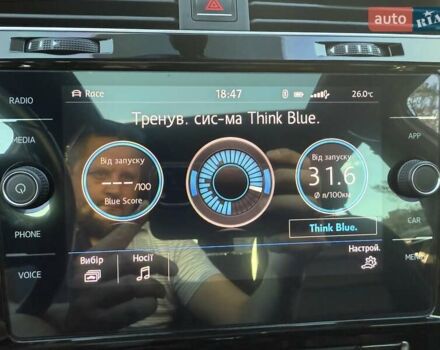 auto RIA
RADIO
MEDIA
PHONE
VOICE
APP
CAR
MENU
Race
18:47
26.0°C
Тренув. сис-ма Think Blue.
Від запуску
---/100
Blue Score
Від запуску
31.6
Ø л/100км
Think Blue.
Вибір
Носії
Настрой.